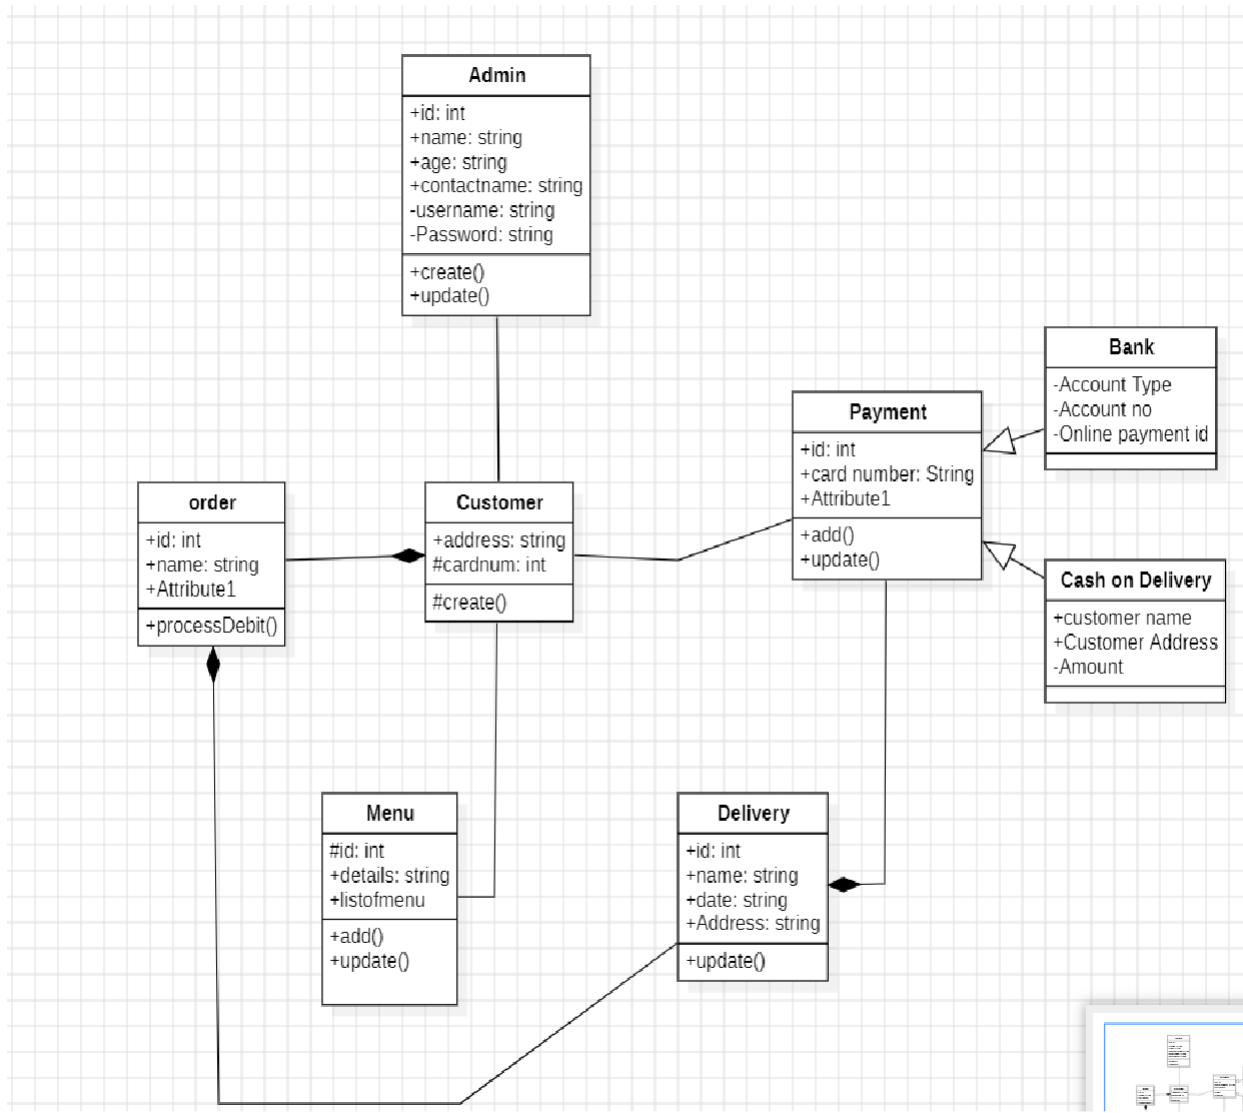 Admin
+id: int
+name: string
+age: string
+contactname: string
-username: string
-Password: string
+create()
+update()
Bank
-Account Type
-Account no
-Online payment id
Payment
+id: int
+card number: String
+Attribute1
+add()
+update()
order
+id: int
+name: string
+Attribute1
+processDebit()
Customer
+address: string
#cardnum: int
#create()
Cash on Delivery
+customer name
+Customer Address
-Amount
Menu
#id: int
+details: string
+listofmenu
+add()
+update()
Delivery
+id: int
+name: string
+date: string
+Address: string
+update()